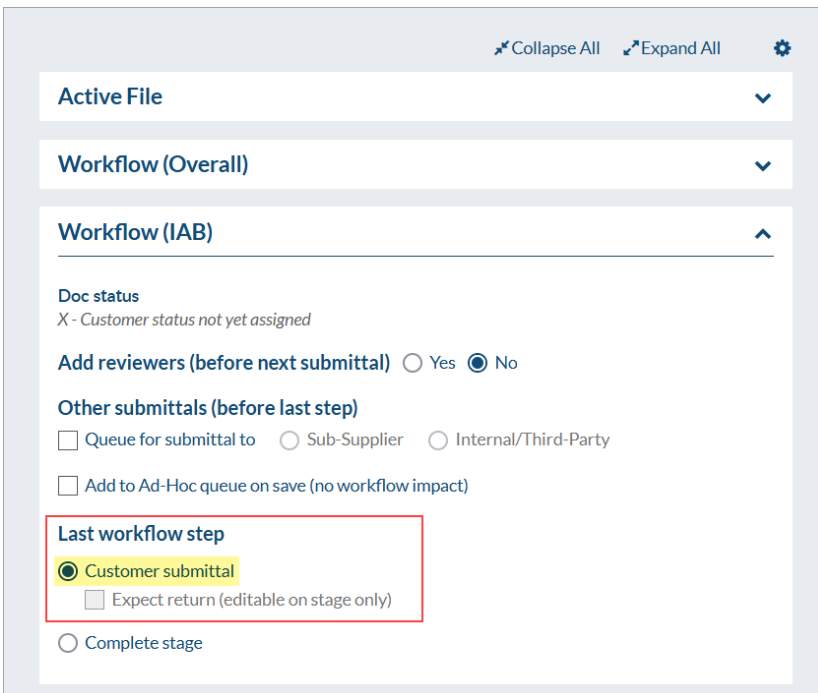 Collapse All Expand All
Active File
Workflow (Overall)
Workflow (IAB)
Doc status
X - Customer status not yet assigned
Add reviewers (before next submittal) Yes No
Other submittals (before last step)
Queue for submittal to Sub-Supplier Internal/Third-Party
Add to Ad-Hoc queue on save (no workflow impact)
Last workflow step
Customer submittal
Expect return (editable on stage only)
Complete stage